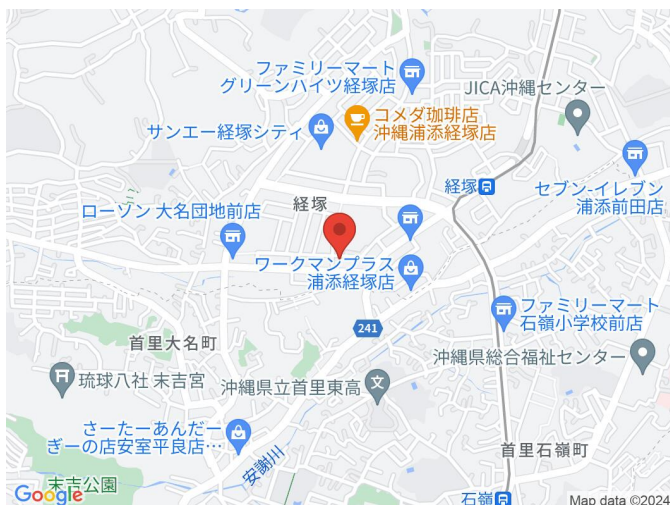 ファミリーマート
グリーンハイツ経塚店
コメダ珈琲店
沖縄浦添経塚店
JICA沖縄センター
サンエー経塚シティ
経塚
セブン-イレブン
浦添前田店
経塚
ローソン 大名団地前店
ワークマンプラス
浦添経塚店
ファミリーマート
石嶺小学校前店
241
首里大名町
沖縄県総合福祉センター
琉球八社 末吉宮
沖縄県立首里東高
さーたーあんだー
ぎーの店安室平良店…
首里石嶺町
安謝川
末吉公園
Google
石嶺
Map data ©2024